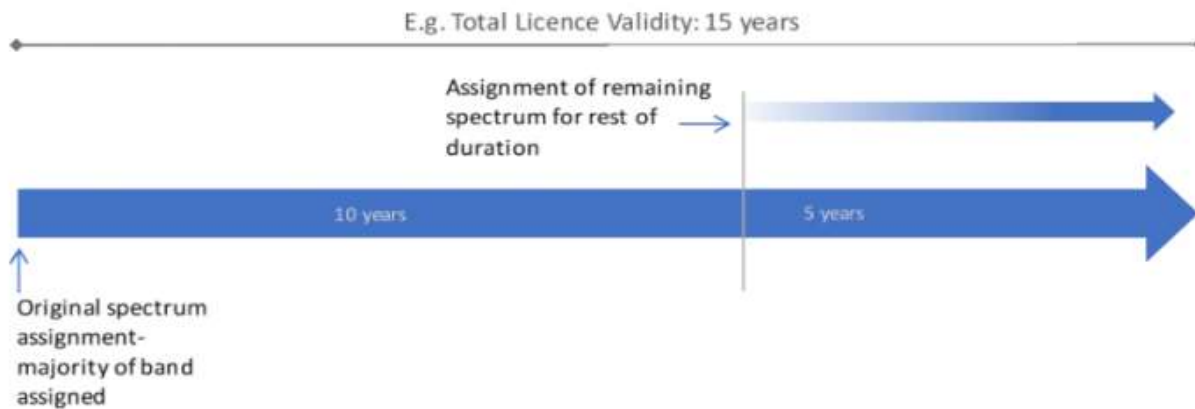 E.g. Total Licence Validity: 15 years
Assignment of remaining
spectrum for rest of
duration
10 years
5 years
Original spectrum
assignment-
majority of band
assigned